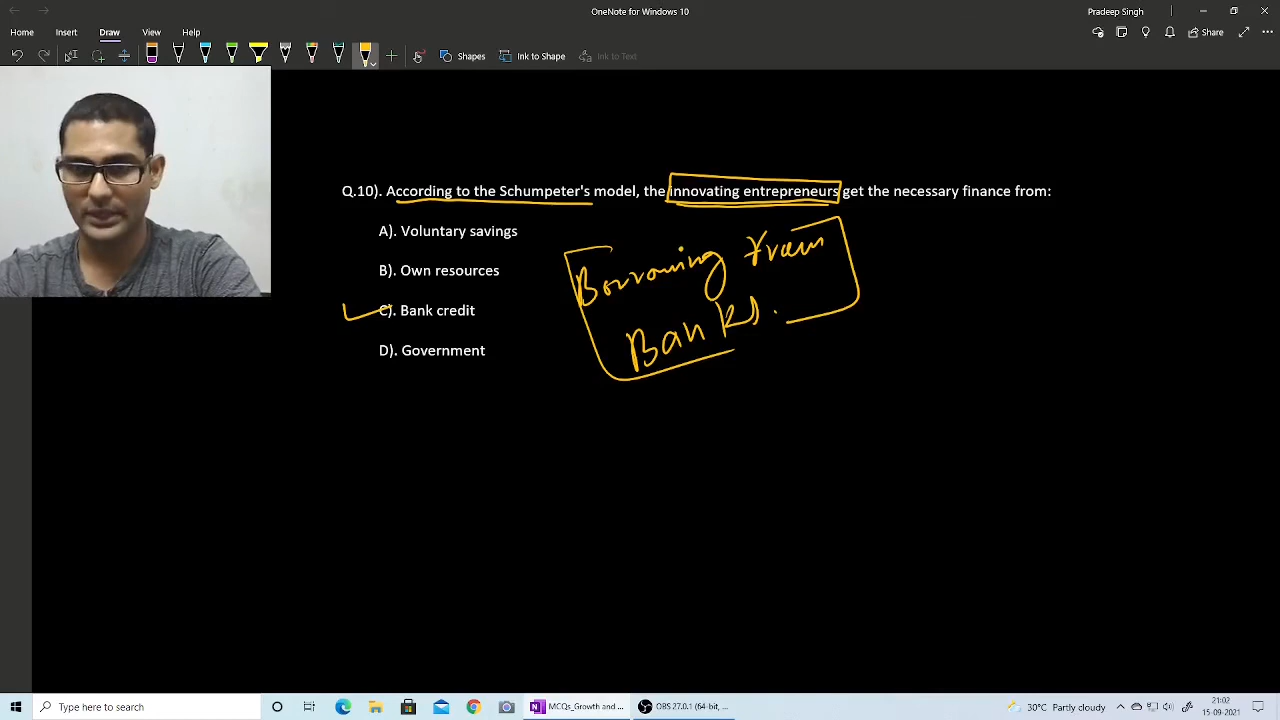 OneNote for Windows 10
Pradeep Singh
Home Insert Draw View Help
Share
Shapes Ink to Shape Ink to Text
Q.10). According to the Schumpeter's model, the innovating entrepreneurs get the necessary finance from:
A). Voluntary savings
B). Own resources
C). Bank credit
D). Government
Borrowing from
Banks.
Type here to search
MCQs_Growth and ...
OBS 27.0.1 (64-bit, ...
30°C Partly cloudy
21:02
15-09-2021